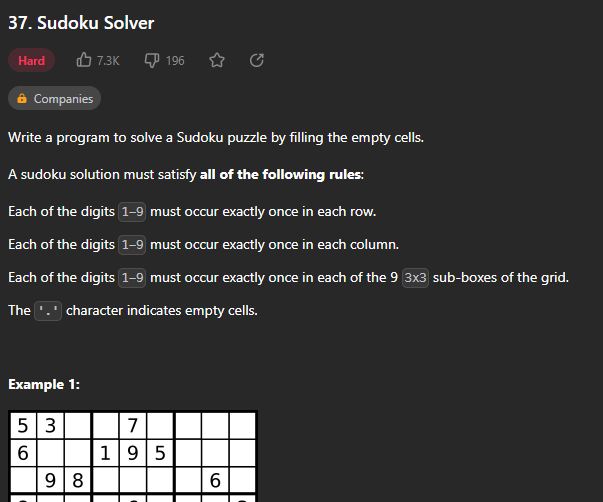 37. Sudoku Solver
Hard 7.3K 196
Companies
Write a program to solve a Sudoku puzzle by filling the empty cells.
A sudoku solution must satisfy all of the following rules:
Each of the digits 1-9 must occur exactly once in each row.
Each of the digits 1-9 must occur exactly once in each column.
Each of the digits 1-9 must occur exactly once in each of the 9 3x3 sub-boxes of the grid.
The '.' character indicates empty cells.
Example 1:
5 3 7
6 1 9 5
9 8 6